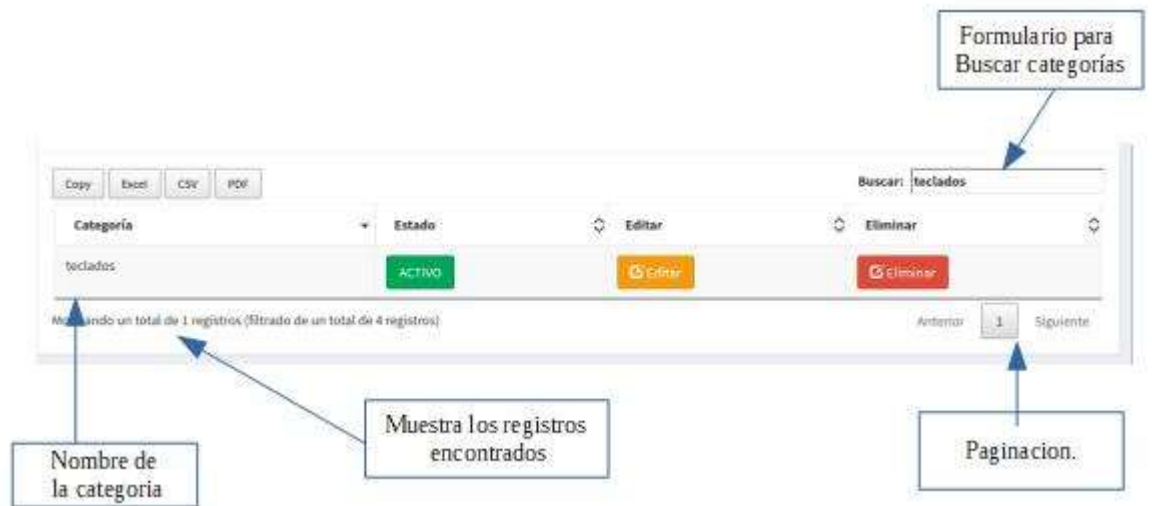 Formulario para
Buscar categorías
Copy Excel CSV PDF Buscar: teclados
Categoría Estado Editar Eliminar
teclados ACTIVO Editar Eliminar
ando un total de 1 registros (filtrado de un total de 4 registros) Anterior 1 Siguiente
Muestra los registros
encontrados
Paginacion.
Nombre de
la categoria